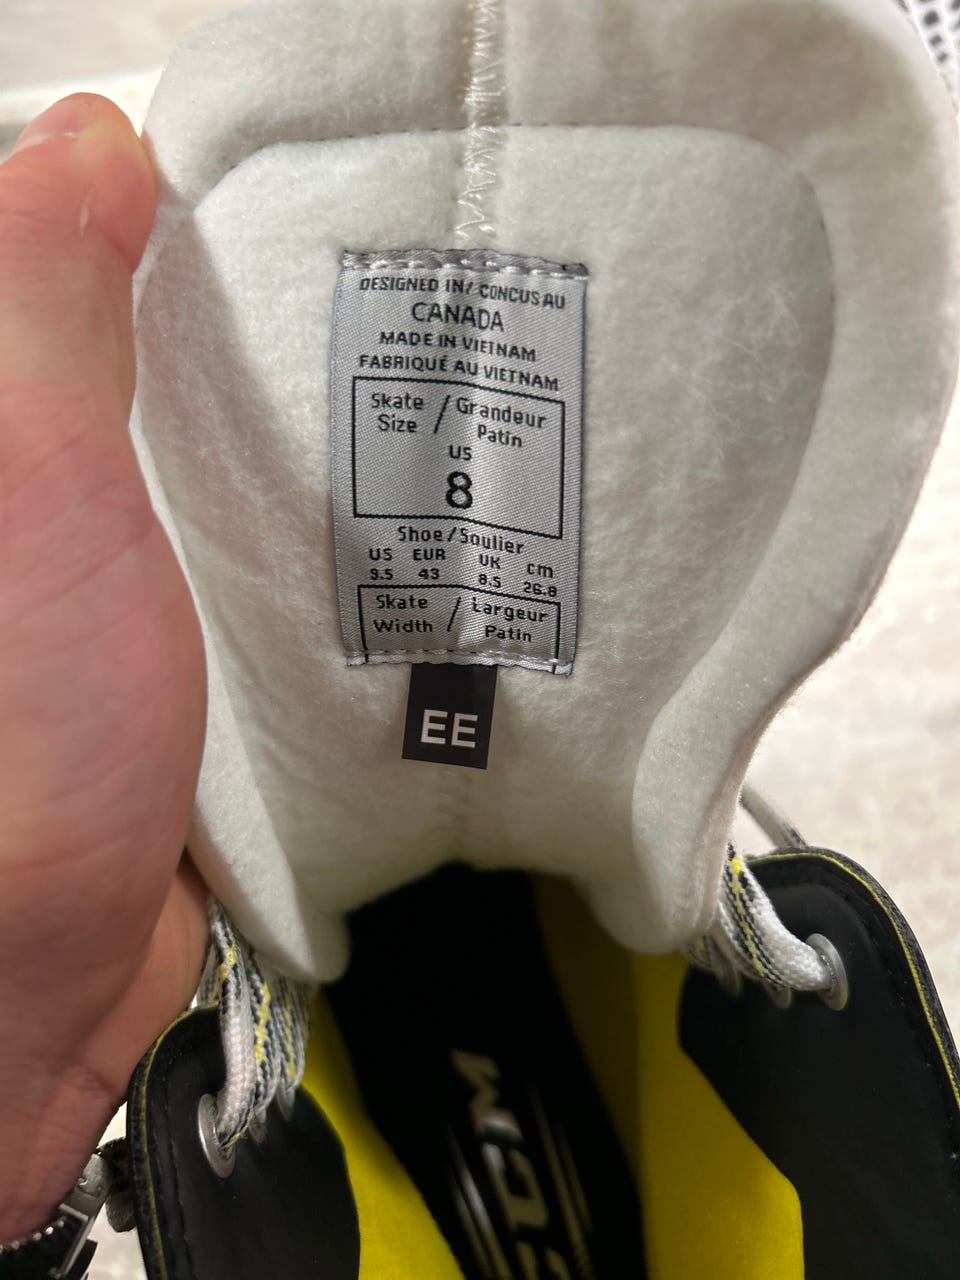 DESIGNED IN/ CONCUS AU
CANADA
MADE IN VIETNAM
FABRIQUÉ AU VIETNAM
Skate Size / Grandeur Patin
US
8
Shoe/Soulier
US EUR UK cm
9.5 43 8.5 26.8
Skate Width / Largeur Patin
EE
CCM